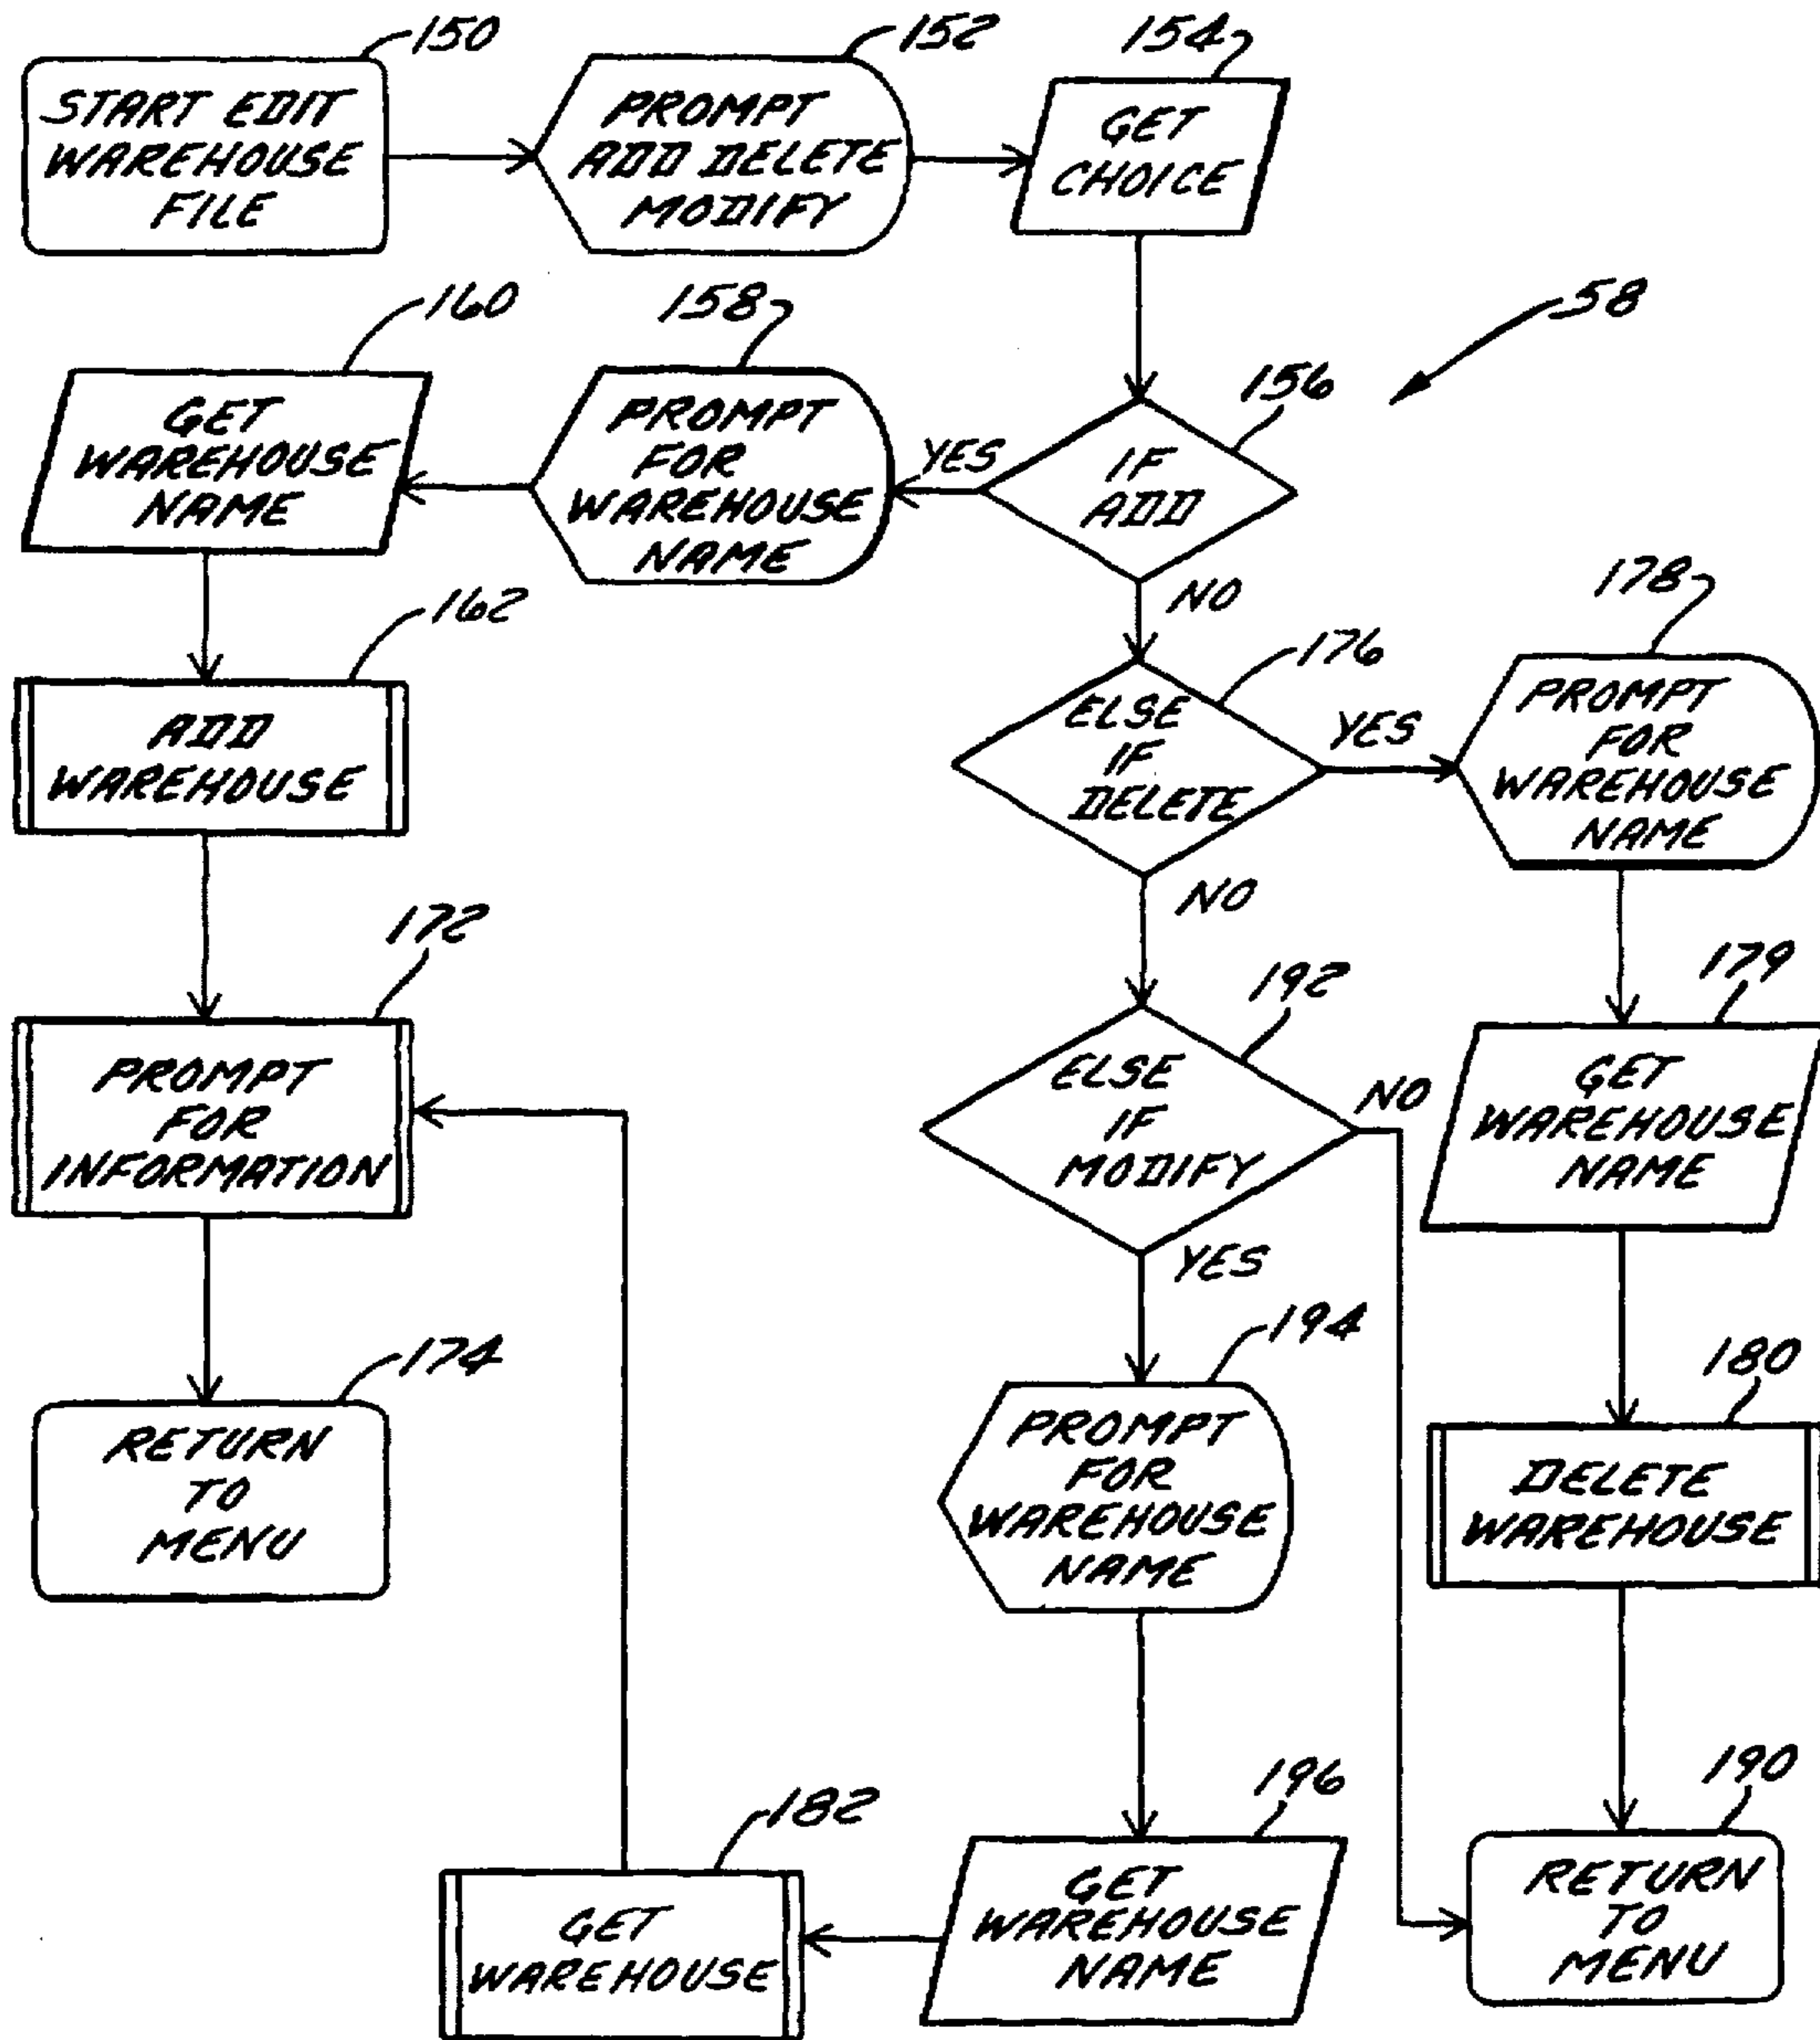 150
START EDIT
WAREHOUSE
FILE
152
PROMPT
ADD DELETE
MODIFY
154
GET
CHOICE
58
160
GET
WAREHOUSE
NAME
158
PROMPT
FOR
WAREHOUSE
NAME
YES
156
IF
ADD
NO
162
ADD
WAREHOUSE
176
ELSE
IF
DELETE
YES
NO
178
PROMPT
FOR
WAREHOUSE
NAME
172
PROMPT
FOR
INFORMATION
192
ELSE
IF
MODIFY
NO
YES
179
GET
WAREHOUSE
NAME
174
RETURN
TO
MENU
194
PROMPT
FOR
WAREHOUSE
NAME
180
DELETE
WAREHOUSE
182
GET
WAREHOUSE
196
GET
WAREHOUSE
NAME
190
RETURN
TO
MENU